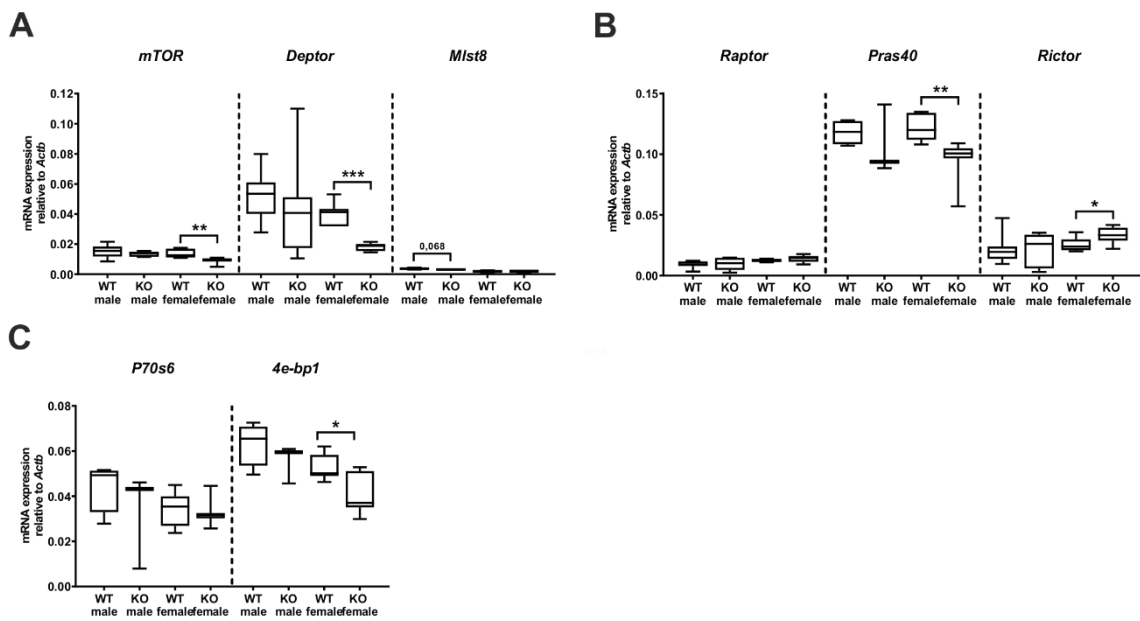 A
mTOR Deptor Mlst8
mRNA expression
relative to Actb
0.12
0.10
0.08
0.06
0.04
0.02
0.00
** *** 0,068
WT KO WT KO WT KO WT KO WT KO WT KO
male male female female male male female female male male female female
B
Raptor Pras40 Rictor
mRNA expression
relative to Actb
0.15
0.10
0.05
0.00
** *
WT KO WT KO WT KO WT KO WT KO WT KO
male male female female male male female female male male female female
C
P70s6 4e-bp1
mRNA expression
relative to Actb
0.08
0.06
0.04
0.02
0.00
*
WT KO WT KO WT KO WT KO
male male female female male male female female